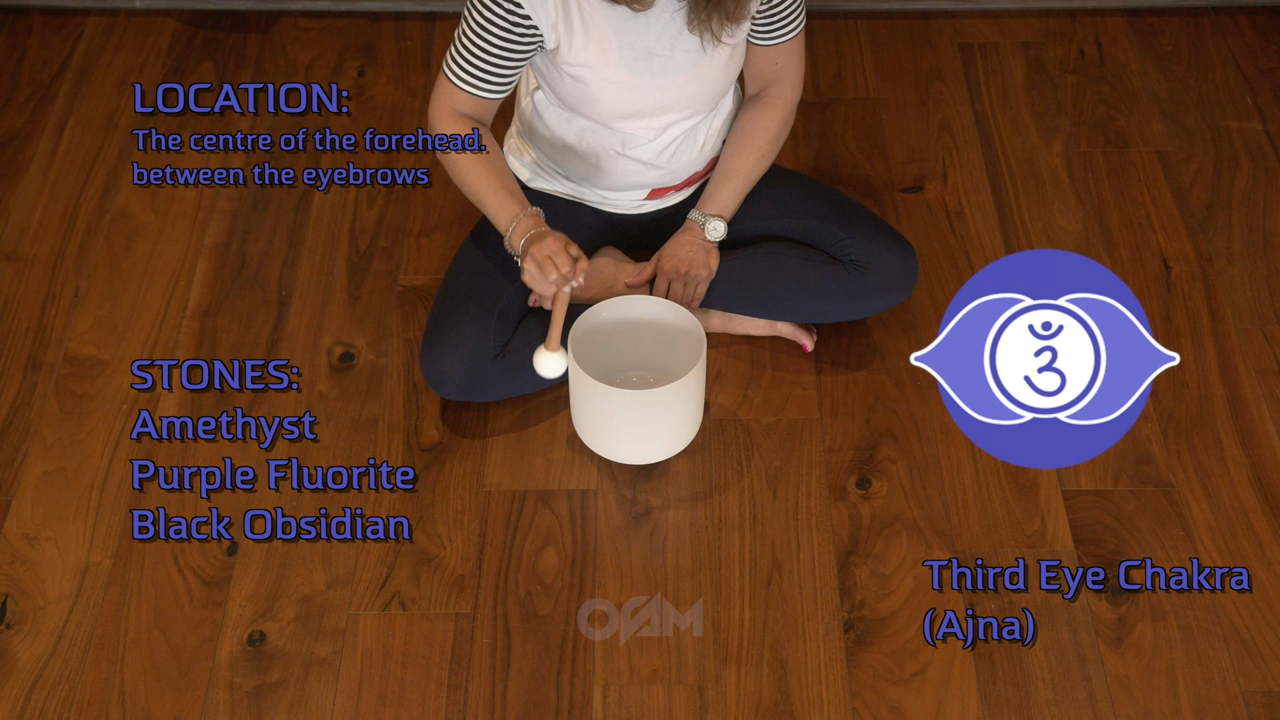 LOCATION:
The centre of the forehead.
between the eyebrows
STONES:
Amethyst
Purple Fluorite
Black Obsidian
Third Eye Chakra
(Ajna)